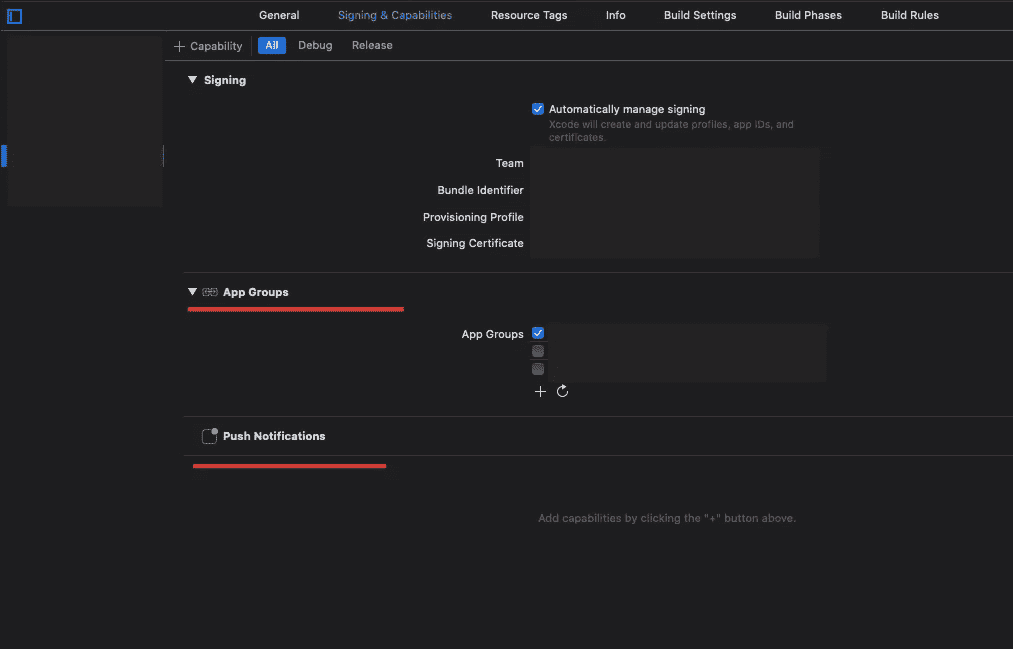 General Signing & Capabilities Resource Tags Info Build Settings Build Phases Build Rules
+ Capability All Debug Release
Signing
Automatically manage signing
Xcode will create and update profiles, app IDs, and
certificates.
Team
Bundle Identifier
Provisioning Profile
Signing Certificate
App Groups
App Groups
Push Notifications
Add capabilities by clicking the "+" button above.